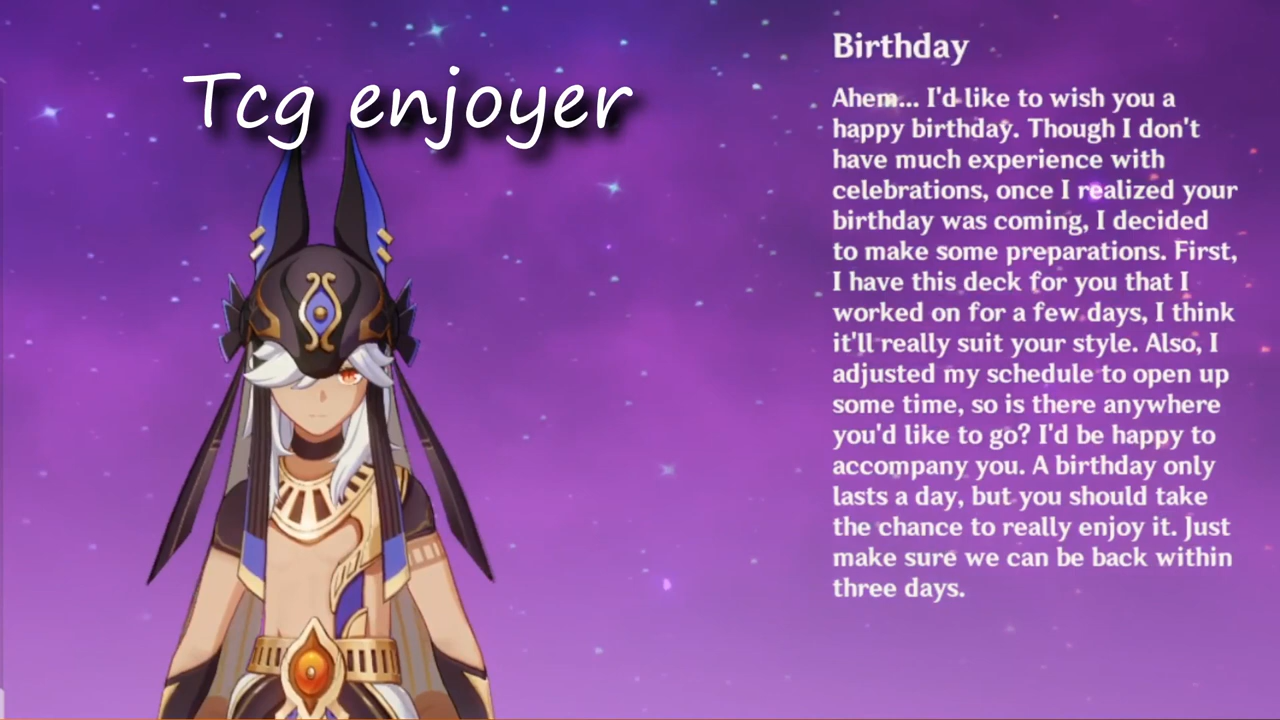 Tcg enjoyer
Birthday
Ahem... I'd like to wish you a
happy birthday. Though I don't
have much experience with
celebrations, once I realized your
birthday was coming, I decided
to make some preparations. First,
I have this deck for you that I
worked on for a few days, I think
it'll really suit your style. Also, I
adjusted my schedule to open up
some time, so is there anywhere
you'd like to go? I'd be happy to
accompany you. A birthday only
lasts a day, but you should take
the chance to really enjoy it. Just
make sure we can be back within
three days.